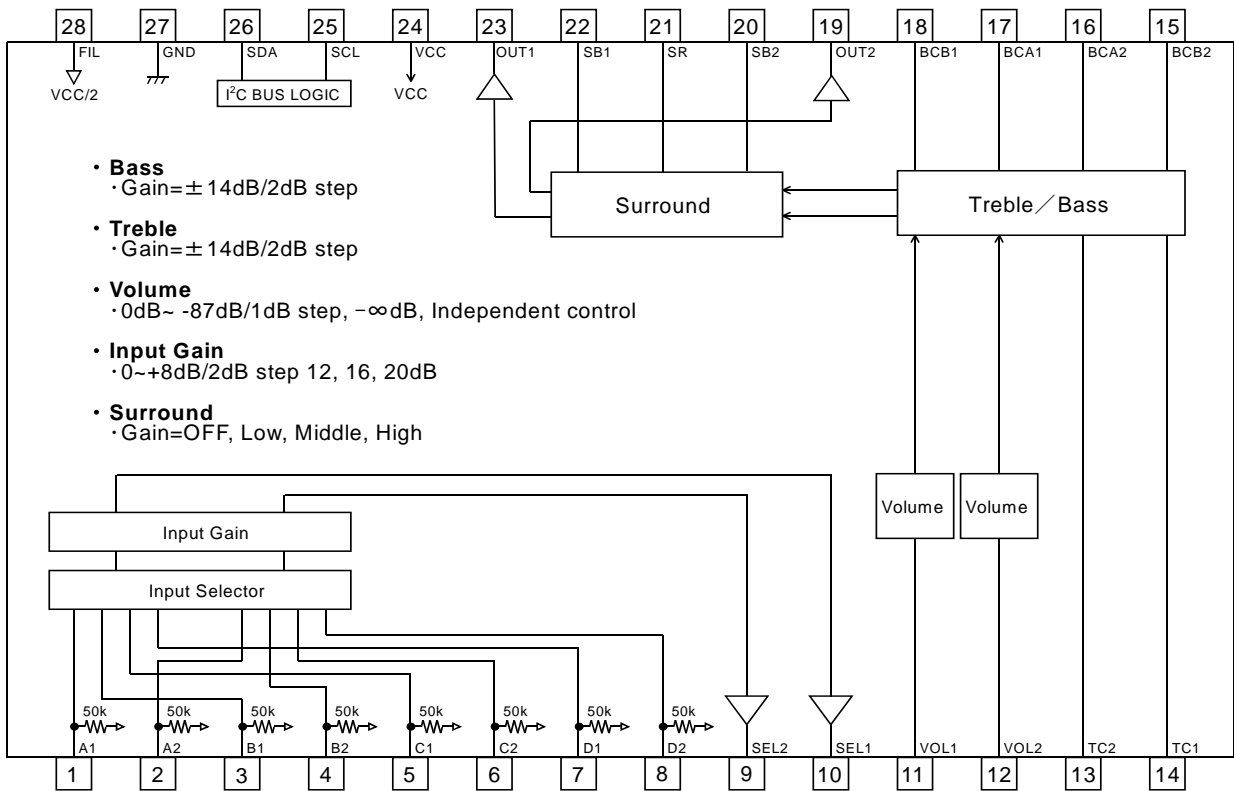 28 27 26 25 24 23 22 21 20 19 18 17 16 15
FIL GND SDA SCL VCC OUT1 SB1 SR SB2 OUT2 BCB1 BCA1 BCA2 BCB2
VCC/2 I²C BUS LOGIC VCC
・Bass
・Gain=±14dB/2dB step
・Treble
・Gain=±14dB/2dB step
・Volume
・0dB~ -87dB/1dB step, −∞dB, Independent control
・Input Gain
・0~+8dB/2dB step 12, 16, 20dB
・Surround
・Gain=OFF, Low, Middle, High
Surround
Treble/Bass
Volume Volume
Input Gain
Input Selector
50k 50k 50k 50k 50k 50k 50k 50k
A1 A2 B1 B2 C1 C2 D1 D2 SEL2 SEL1 VOL1 VOL2 TC2 TC1
1 2 3 4 5 6 7 8 9 10 11 12 13 14